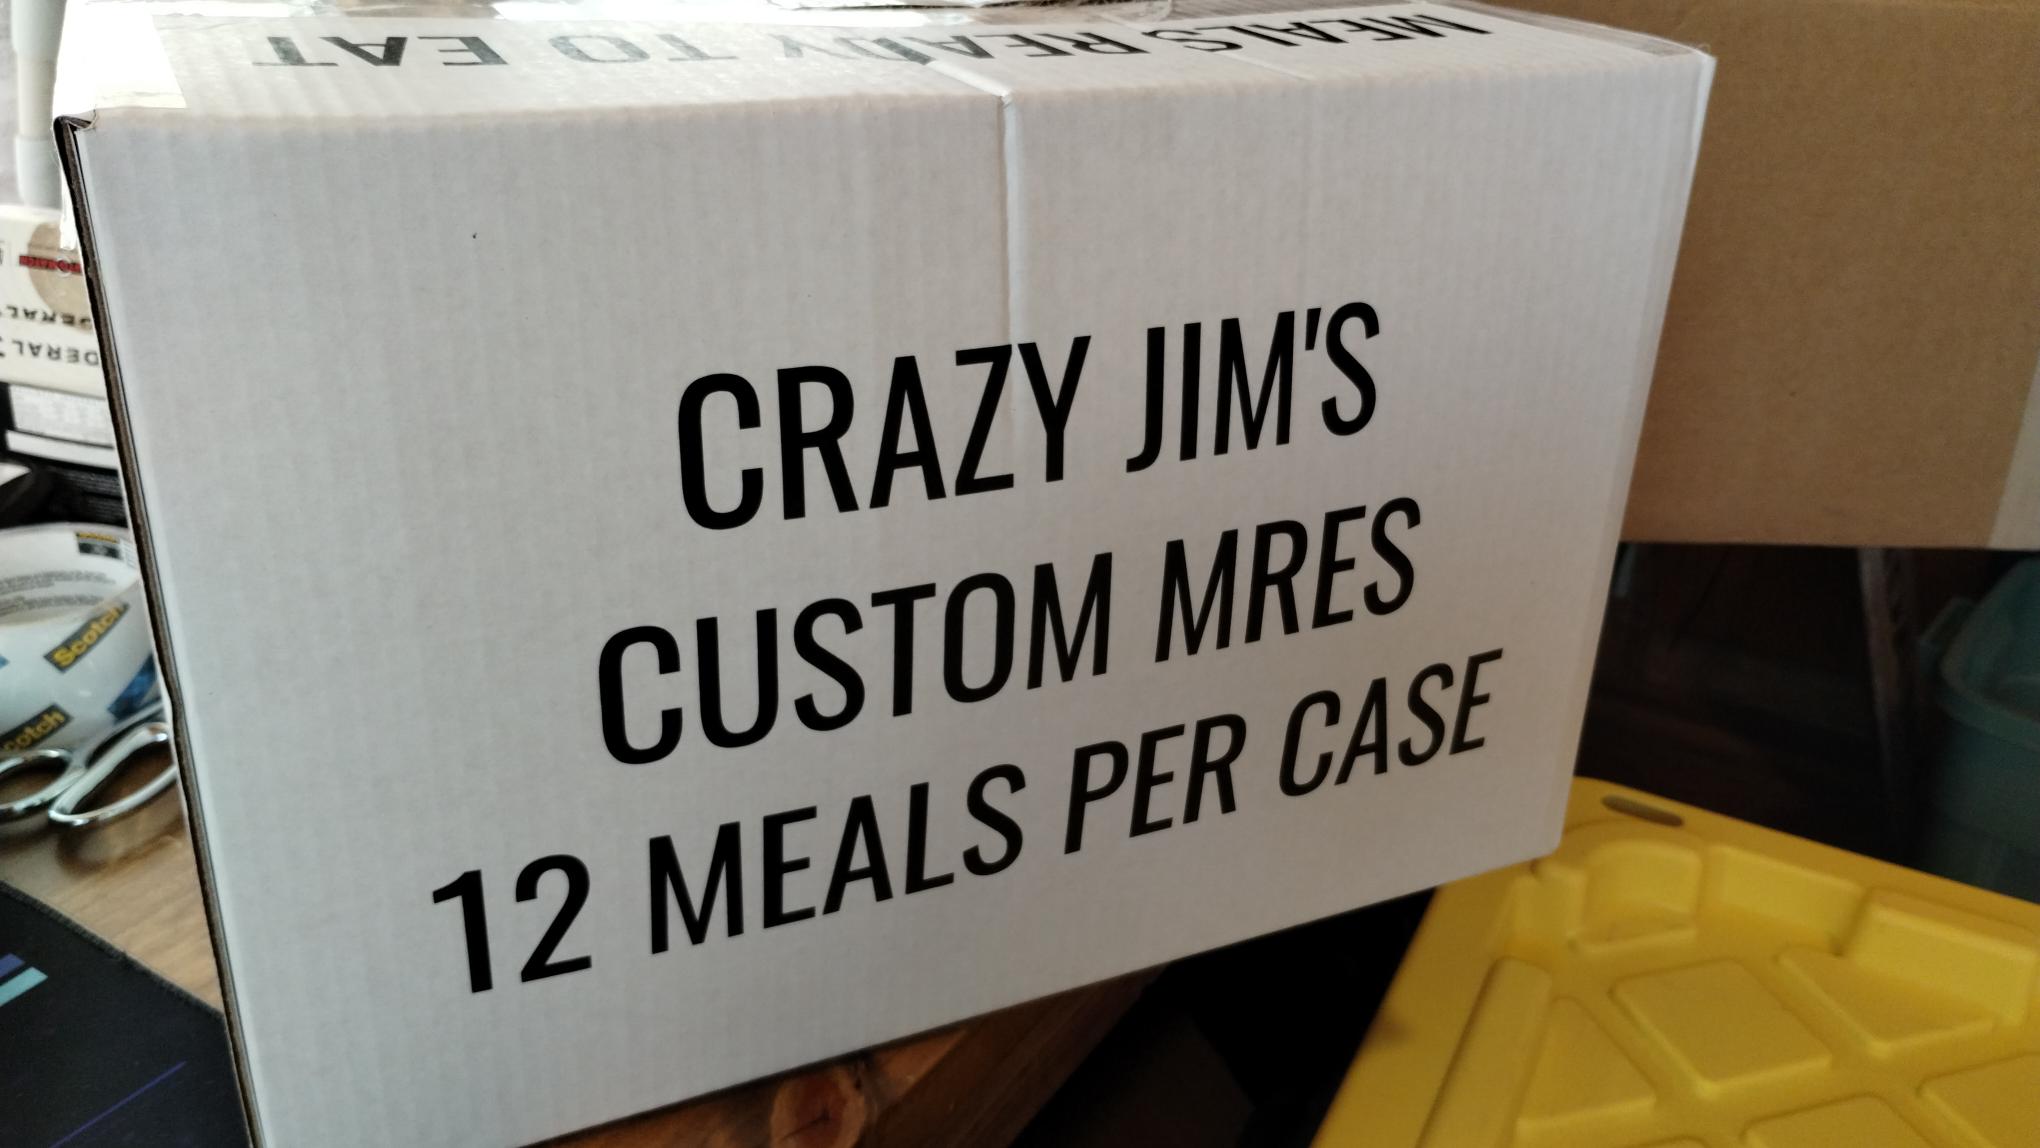 MEALS READY TO EAT
CRAZY JIM'S
CUSTOM MRES
12 MEALS PER CASE
Scotch